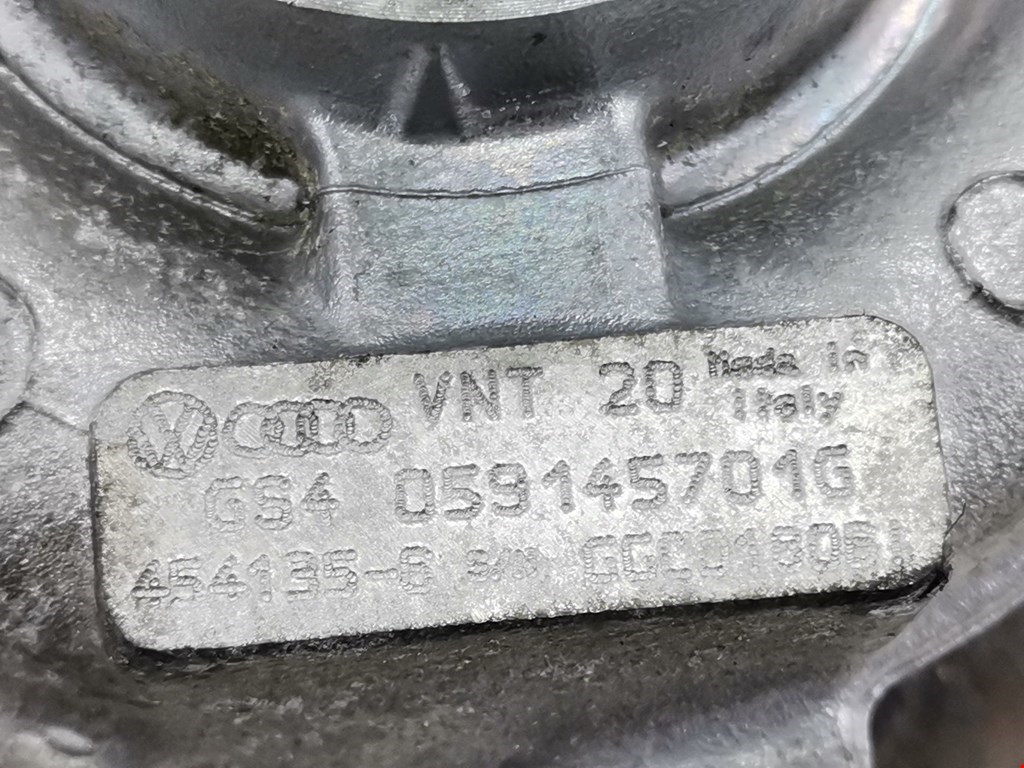 VNT 20 Made in
Italy
GS4 059145701G
454135-6 S/N